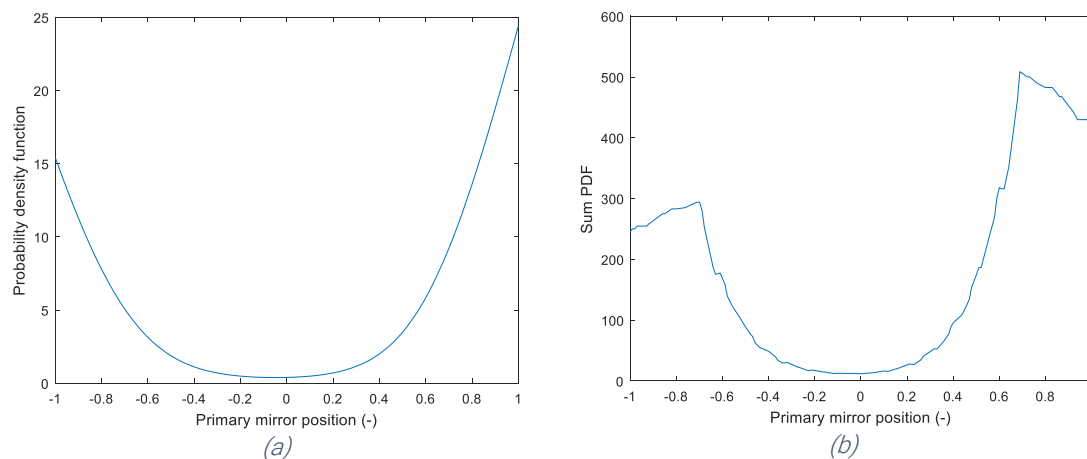 25
20
15
10
5
0
Probability density function
-1 -0.8 -0.6 -0.4 -0.2 0 0.2 0.4 0.6 0.8 1
Primary mirror position (-)
(a)
600
500
400
300
200
100
0
Sum PDF
-1 -0.8 -0.6 -0.4 -0.2 0 0.2 0.4 0.6 0.8
Primary mirror position (-)
(b)